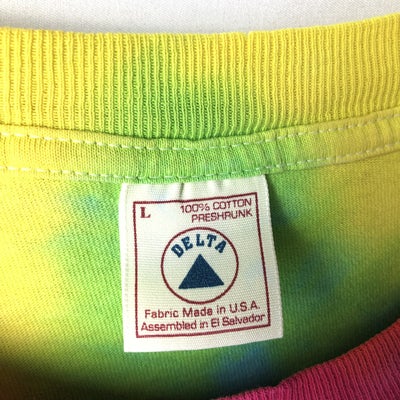 L 100% COTTON
PRESHRUNK
DELTA
Fabric Made in U.S.A.
Assembled in El Salvador